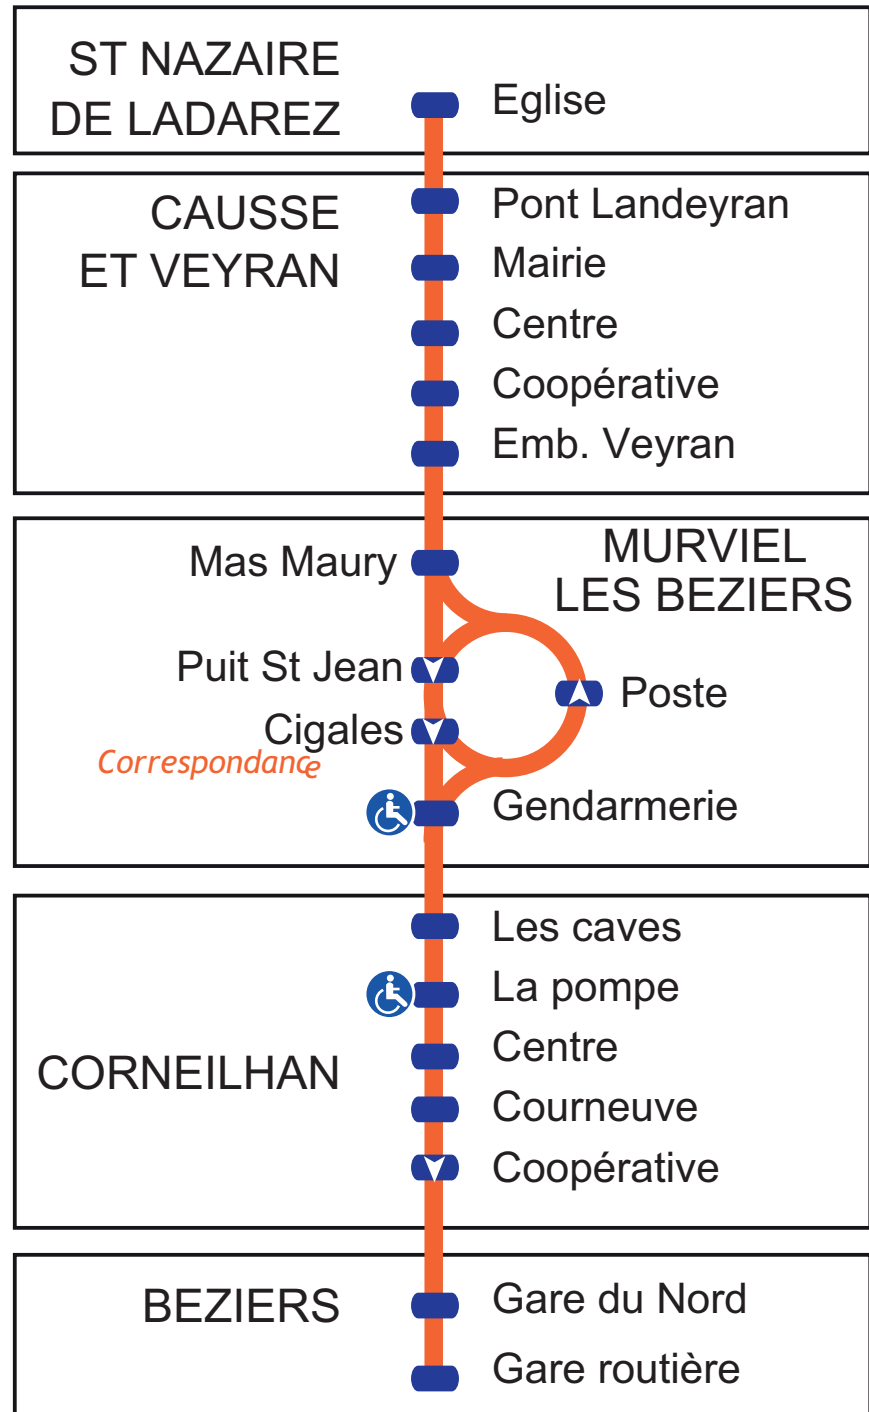 ST NAZAIRE
DE LADAREZ
Eglise
CAUSSE
ET VEYRAN
Pont Landeyran
Mairie
Centre
Coopérative
Emb. Veyran
MURVIEL
LES BEZIERS
Mas Maury
Puit St Jean
Poste
Cigales
Correspondance
Gendarmerie
CORNEILHAN
Les caves
La pompe
Centre
Courneuve
Coopérative
BEZIERS
Gare du Nord
Gare routière